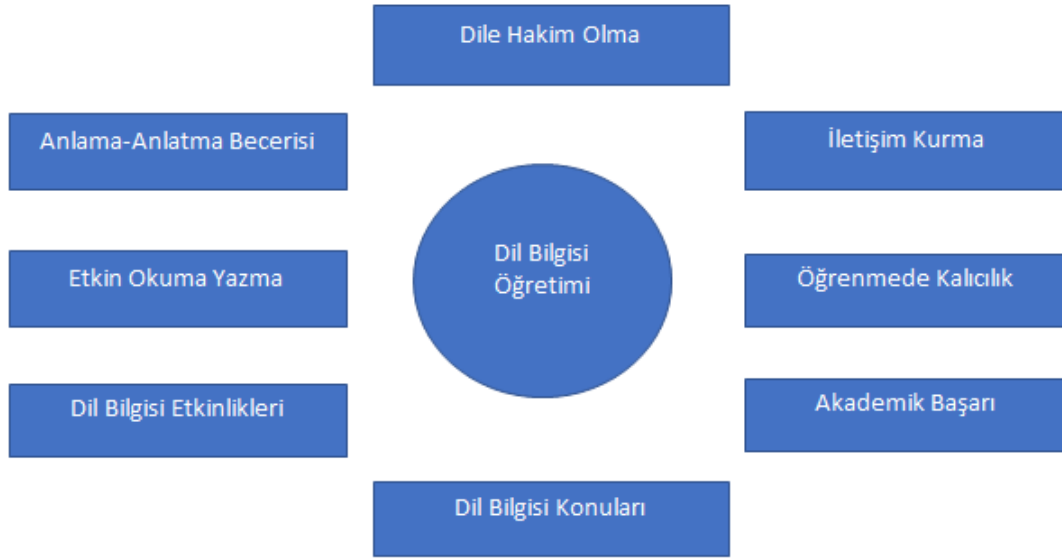 Dile Hakim Olma
Anlama-Anlatma Becerisi
İletişim Kurma
Dil Bilgisi
Öğretimi
Etkin Okuma Yazma
Öğrenmede Kalıcılık
Dil Bilgisi Etkinlikleri
Akademik Başarı
Dil Bilgisi Konuları